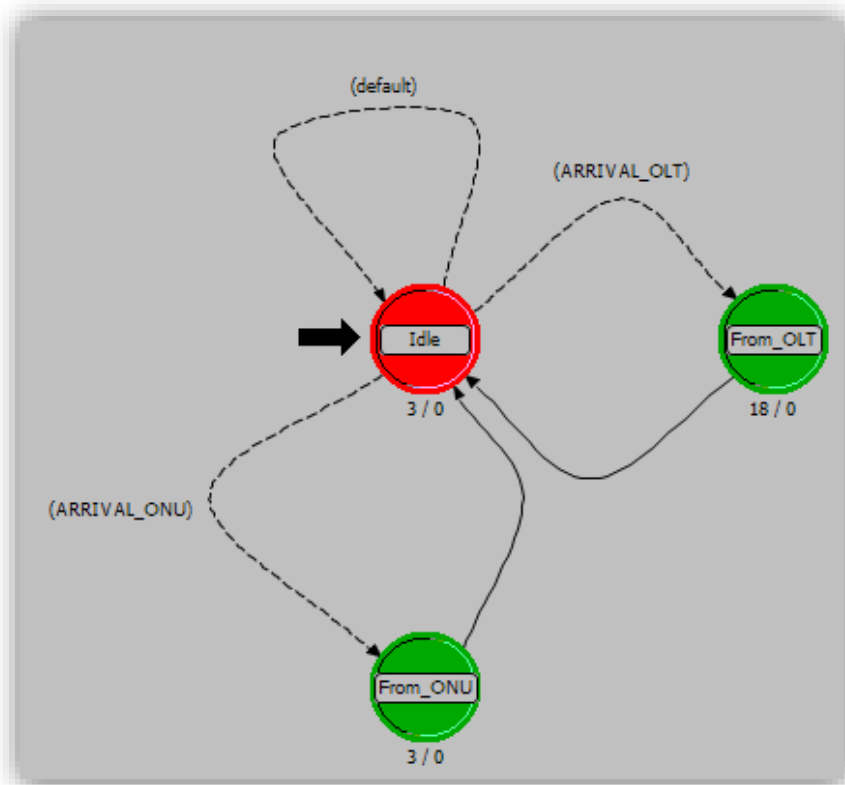 (default)
(ARRIVAL_OLT)
Idle
From_OLT
3 / 0
18 / 0
(ARRIVAL_ONU)
From_ONU
3 / 0